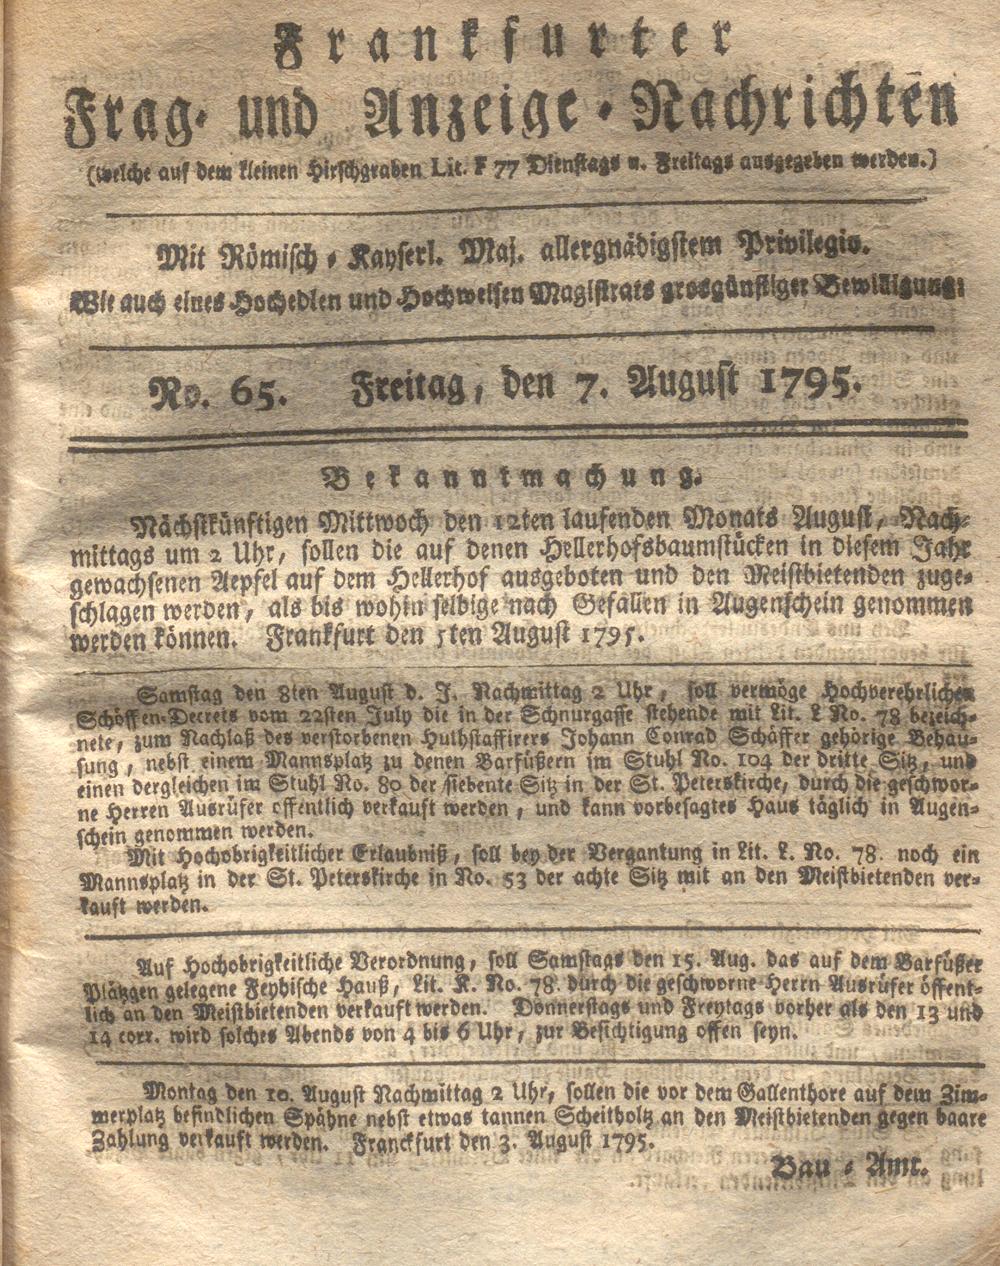 Frankfurter
Frag- und Anzeige-Nachrichten
(welche auf dem kleinen Hirschgraben Lit. F 77 Dienstags u. Freitags ausgegeben werden.)
Mit Römisch-Kayserl. Maj. allergnädigstem Privilegio.
Wie auch eines Hochedlen und Hochweisen Magistrats grosgünstiger Bewilligung:
No. 65. Freitag, den 7. August 1795.
Bekanntmachung.
Nächstkünftigen Mittwoch den 12ten laufenden Monats August, Nach-
mittags um 2 Uhr, sollen die auf denen Hellerhofsbaumstücken in diesem Jahr
gewachsenen Aepfel auf dem Hellerhof ausgeboten und den Meistbietenden zuge-
schlagen werden, als bis wohin selbige nach Gefallen in Augenschein genommen
werden können. Frankfurt den 5ten August 1795.
Samstag den 8ten August d. J. Nachmittag 2 Uhr, soll vermöge Hochverehrlichen
Schöffen-Decrets vom 22sten July die in der Schnurgasse stehende mit Lit. L No. 78 bezeich-
nete, zum Nachlaß des verstorbenen Huthstaffirers Johann Conrad Schäffer gehörige Behau-
sung, nebst einem Mannsplatz zu denen Barfüßern im Stuhl No. 104 der dritte Sitz, und
einen dergleichen im Stuhl No. 80 der siebente Sitz in der St. Peterskirche, durch die geschwor-
ne Herren Ausrüfer offentlich verkauft werden, und kann vorbesagtes Haus täglich in Augen-
schein genommen werden.
Mit Hochobrigkeitlicher Erlaubniß, soll bey der Vergantung in Lit. L. No. 78. noch ein
Mannsplatz in der St. Peterskirche in No. 53 der achte Sitz mit an den Meistbietenden ver-
kauft werden.
Auf Hochobrigkeitliche Verordnung, soll Samstags den 15. Aug. das auf dem Barfüßer
Plätzgen gelegene Feybische Hauß, Lit. K. No. 78. durch die geschworne Herrn Ausrüfer öffent-
lich an den Meistbietenden verkauft werden. Donnerstags und Freytags vorher als den 13 und
14 corr. wird solches Abends von 4 bis 6 Uhr, zur Besichtigung offen seyn.
Montag den 10. August Nachmittag 2 Uhr, sollen die vor dem Gallenthore auf dem Zim-
merplatz befindlichen Spähne nebst etwas tannen Scheitholtz an den Meistbietenden gegen baare
Zahlung verkauft werden. Franckfurt den 3. August 1795.
Bau-Amt.